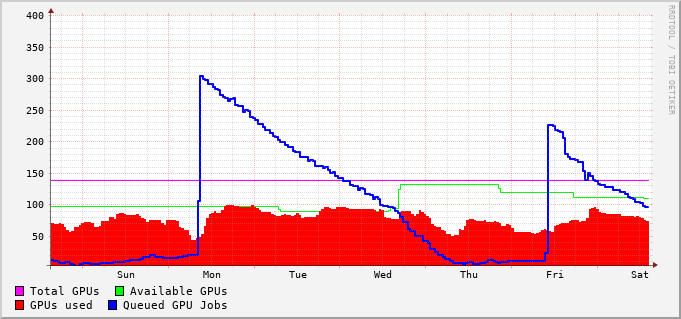 400
350
300
250
200
150
100
50
Sun Mon Tue Wed Thu Fri Sat
Total GPUs Available GPUs
GPUs used Queued GPU Jobs
RRDTOOL / TOBI OETIKER